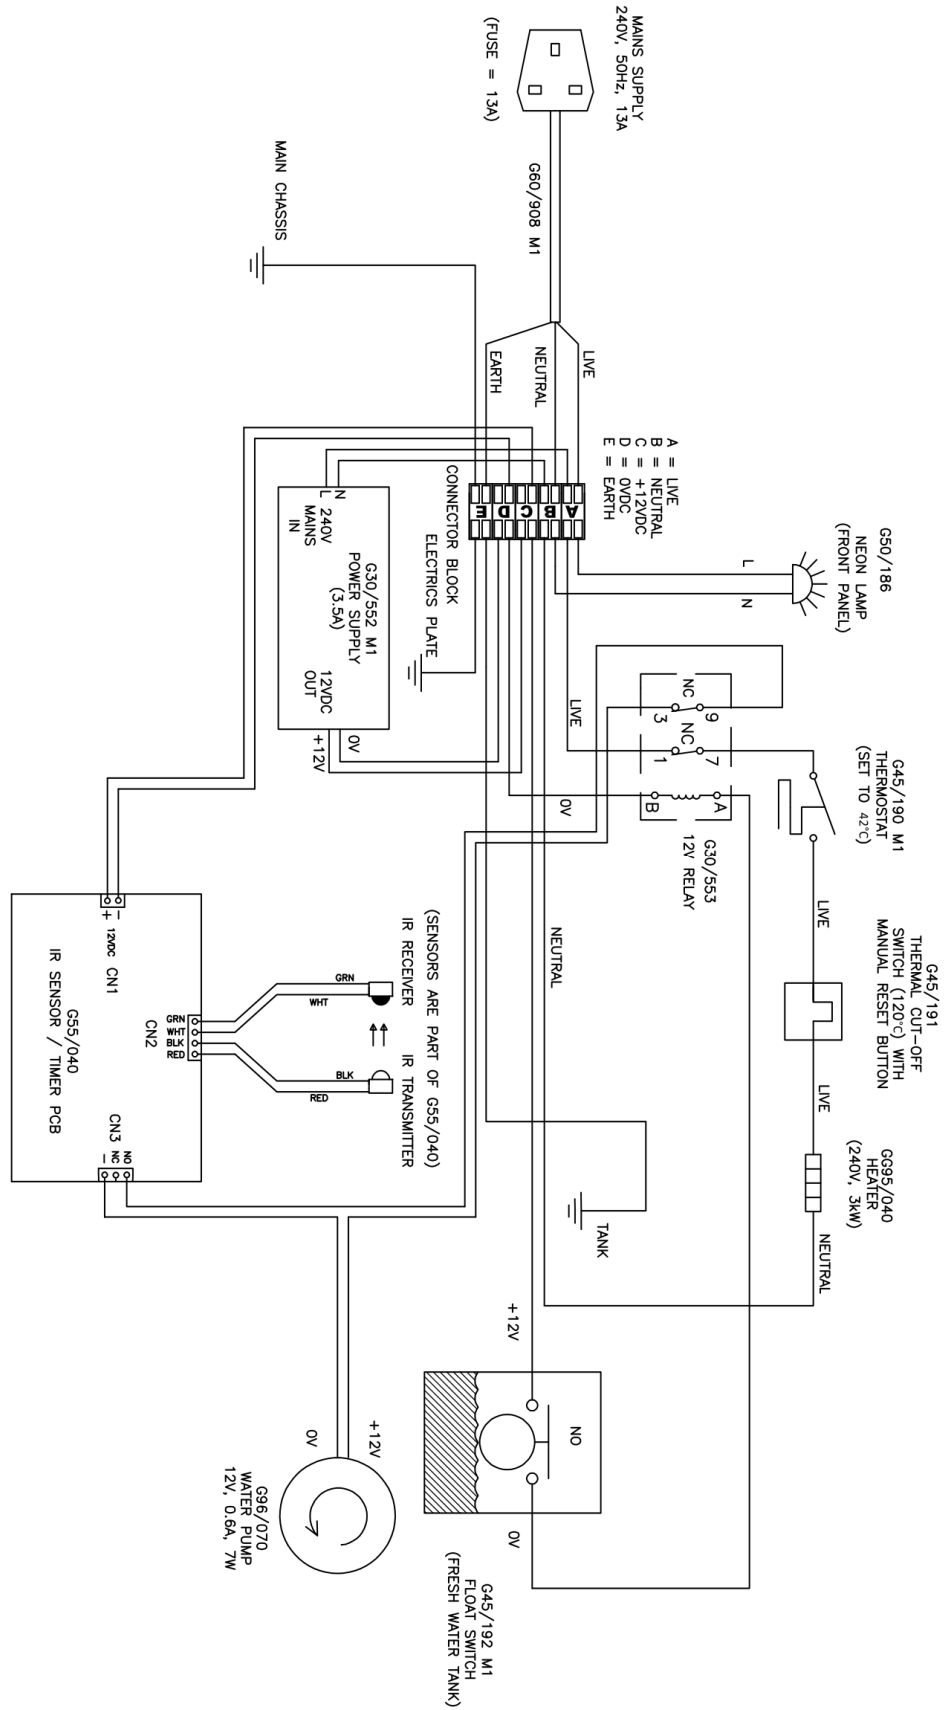 MAINS SUPPLY
240V, 50Hz, 13A
(FUSE = 13A)
G60/908 M1
MAIN CHASSIS
LIVE
NEUTRAL
EARTH
A = LIVE
B = NEUTRAL
C = +12VDC
D = 0VDC
E = EARTH
A
B
C
D
E
CONNECTOR BLOCK
ELECTRICS PLATE
G50/186
NEON LAMP
(FRONT PANEL)
L
N
N
L
240V
MAINS
IN
G30/552 M1
POWER SUPPLY
(3.5A)
12VDC
OUT
0V
+12V
LIVE
NC
3
9
NC
1
7
B
A
0V
G30/553
12V RELAY
G45/190 M1
THERMOSTAT
(SET TO 42°C)
LIVE
G45/191
THERMAL CUT-OFF
SWITCH (120°C) WITH
MANUAL RESET BUTTON
LIVE
GG95/040
HEATER
(240V, 3kW)
NEUTRAL
NEUTRAL
(SENSORS ARE PART OF G55/040)
IR RECEIVER
IR TRANSMITTER
GRN
WHT
BLK
RED
GRN
WHT
BLK
RED
CN2
- 
+
12VDC
CN1
G55/040
IR SENSOR / TIMER PCB
CN3
NO
NC
-
TANK
+12V
NO
0V
G45/192 M1
FLOAT SWITCH
(FRESH WATER TANK)
+12V
0V
G96/070
WATER PUMP
12V, 0.6A, 7W